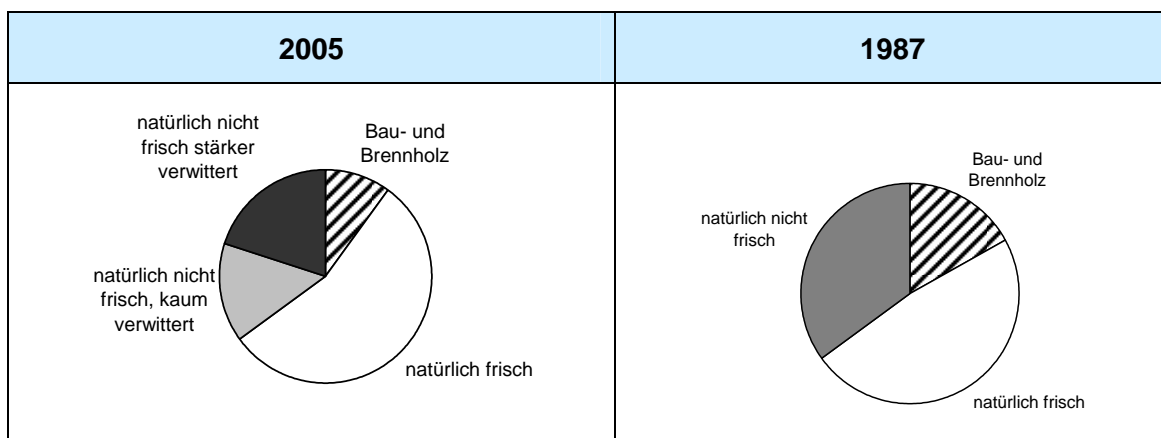 2005
1987
natürlich nicht
frisch stärker
verwittert
Bau- und
Brennholz
natürlich nicht
frisch, kaum
verwittert
natürlich frisch
Bau- und
Brennholz
natürlich nicht
frisch
natürlich frisch